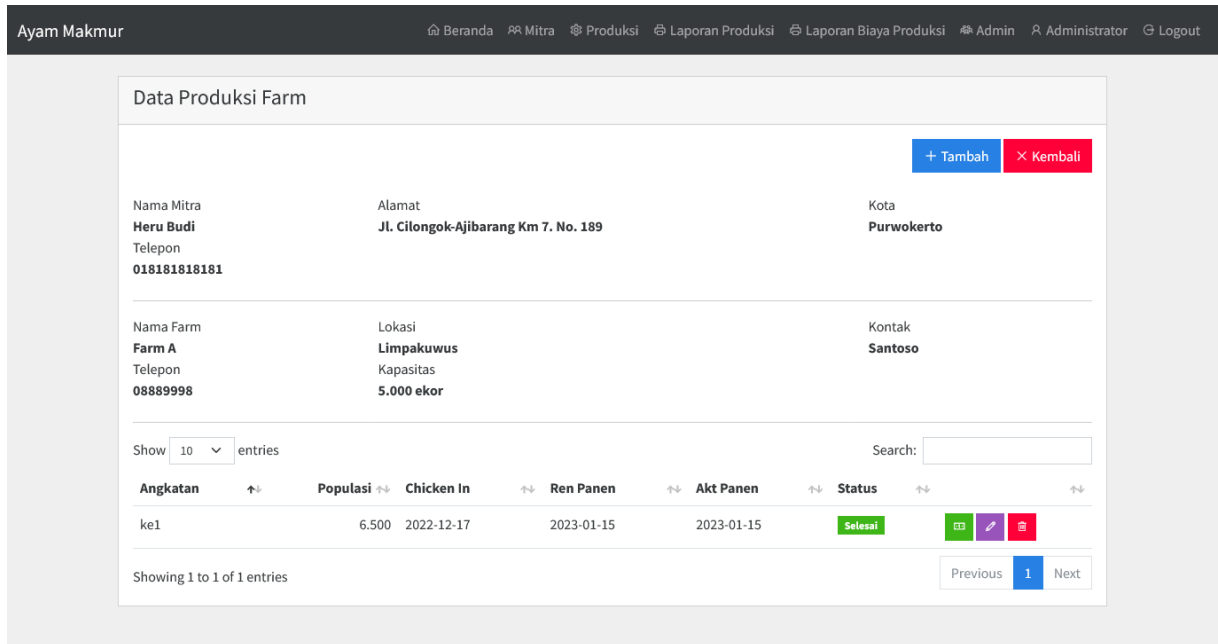 Ayam Makmur Beranda Mitra Produksi Laporan Produksi Laporan Biaya Produksi Admin Administrator Logout
Data Produksi Farm
+ Tambah × Kembali
Nama Mitra Alamat Kota
Heru Budi Jl. Cilongok-Ajibarang Km 7. No. 189 Purwokerto
Telepon
018181818181
Nama Farm Lokasi Kontak
Farm A Limpakuwus Santoso
Telepon Kapasitas
08889998 5.000 ekor
Show 10 entries Search:
Angkatan Populasi Chicken In Ren Panen Akt Panen Status
ke1 6.500 2022-12-17 2023-01-15 2023-01-15 Selesai
Showing 1 to 1 of 1 entries Previous 1 Next